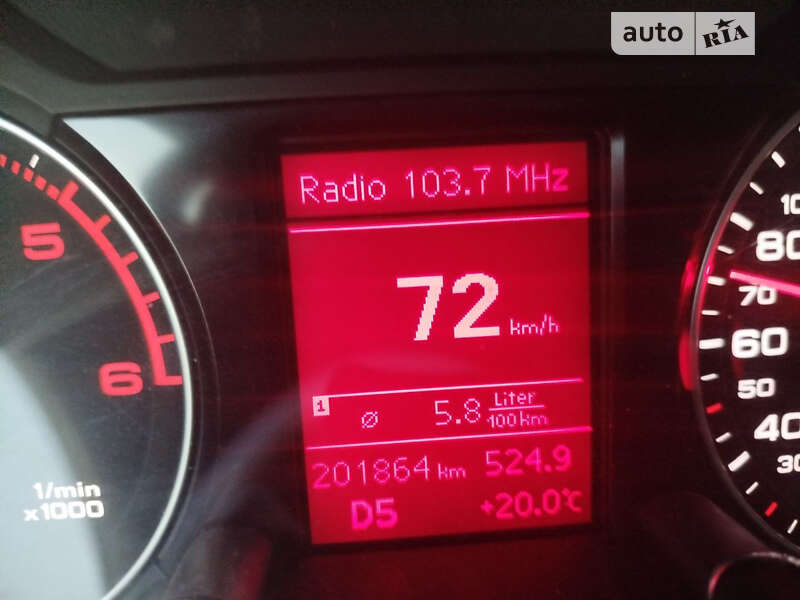 auto RIA
Radio 103.7 MHz
72 km/h
1 ø 5.8 Liter
100km
201864 km 524.9
D5 +20.0°C
5
6
1/min
x1000
80
70
60
50
40
30